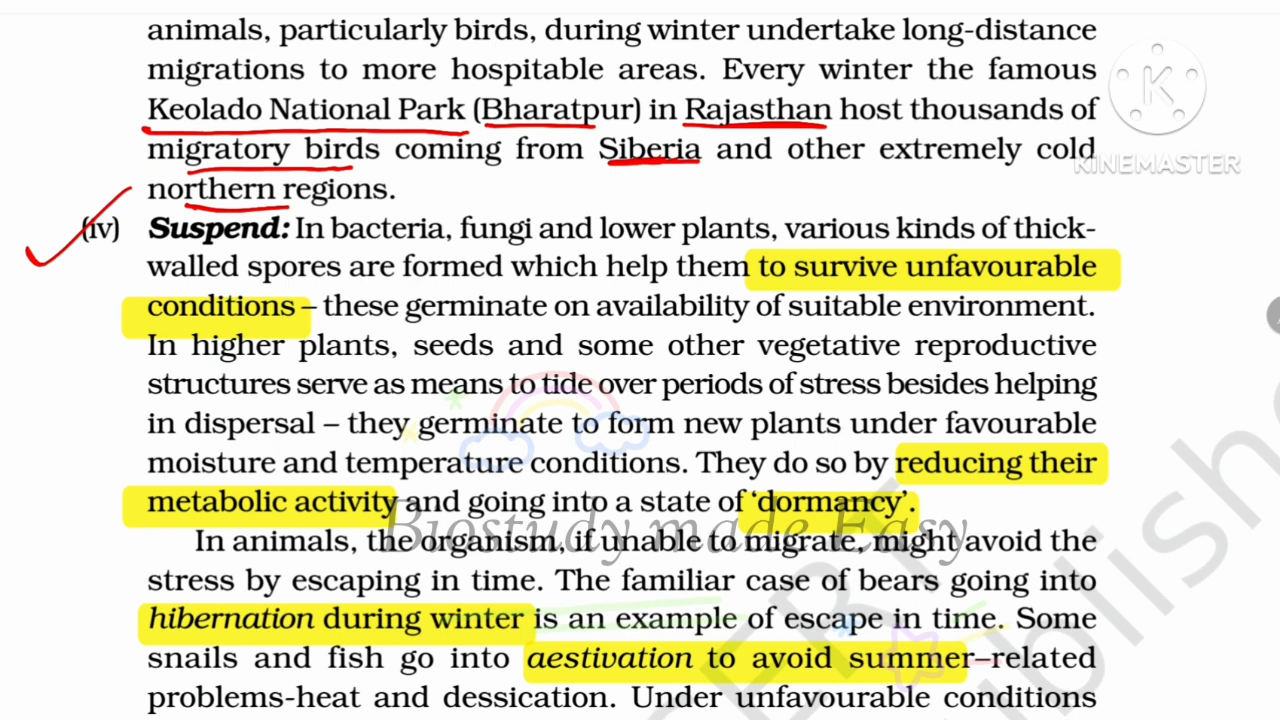 animals, particularly birds, during winter undertake long-distance
migrations to more hospitable areas. Every winter the famous
Keolado National Park (Bharatpur) in Rajasthan host thousands of
migratory birds coming from Siberia and other extremely cold
northern regions.
(iv) Suspend: In bacteria, fungi and lower plants, various kinds of thick-
walled spores are formed which help them to survive unfavourable
conditions – these germinate on availability of suitable environment.
In higher plants, seeds and some other vegetative reproductive
structures serve as means to tide over periods of stress besides helping
in dispersal – they germinate to form new plants under favourable
moisture and temperature conditions. They do so by reducing their
metabolic activity and going into a state of ‘dormancy’.
In animals, the organism, if unable to migrate, might avoid the
stress by escaping in time. The familiar case of bears going into
hibernation during winter is an example of escape in time. Some
snails and fish go into aestivation to avoid summer–related
problems-heat and dessication. Under unfavourable conditions
K
KINEMASTER
Biostudy made Easy